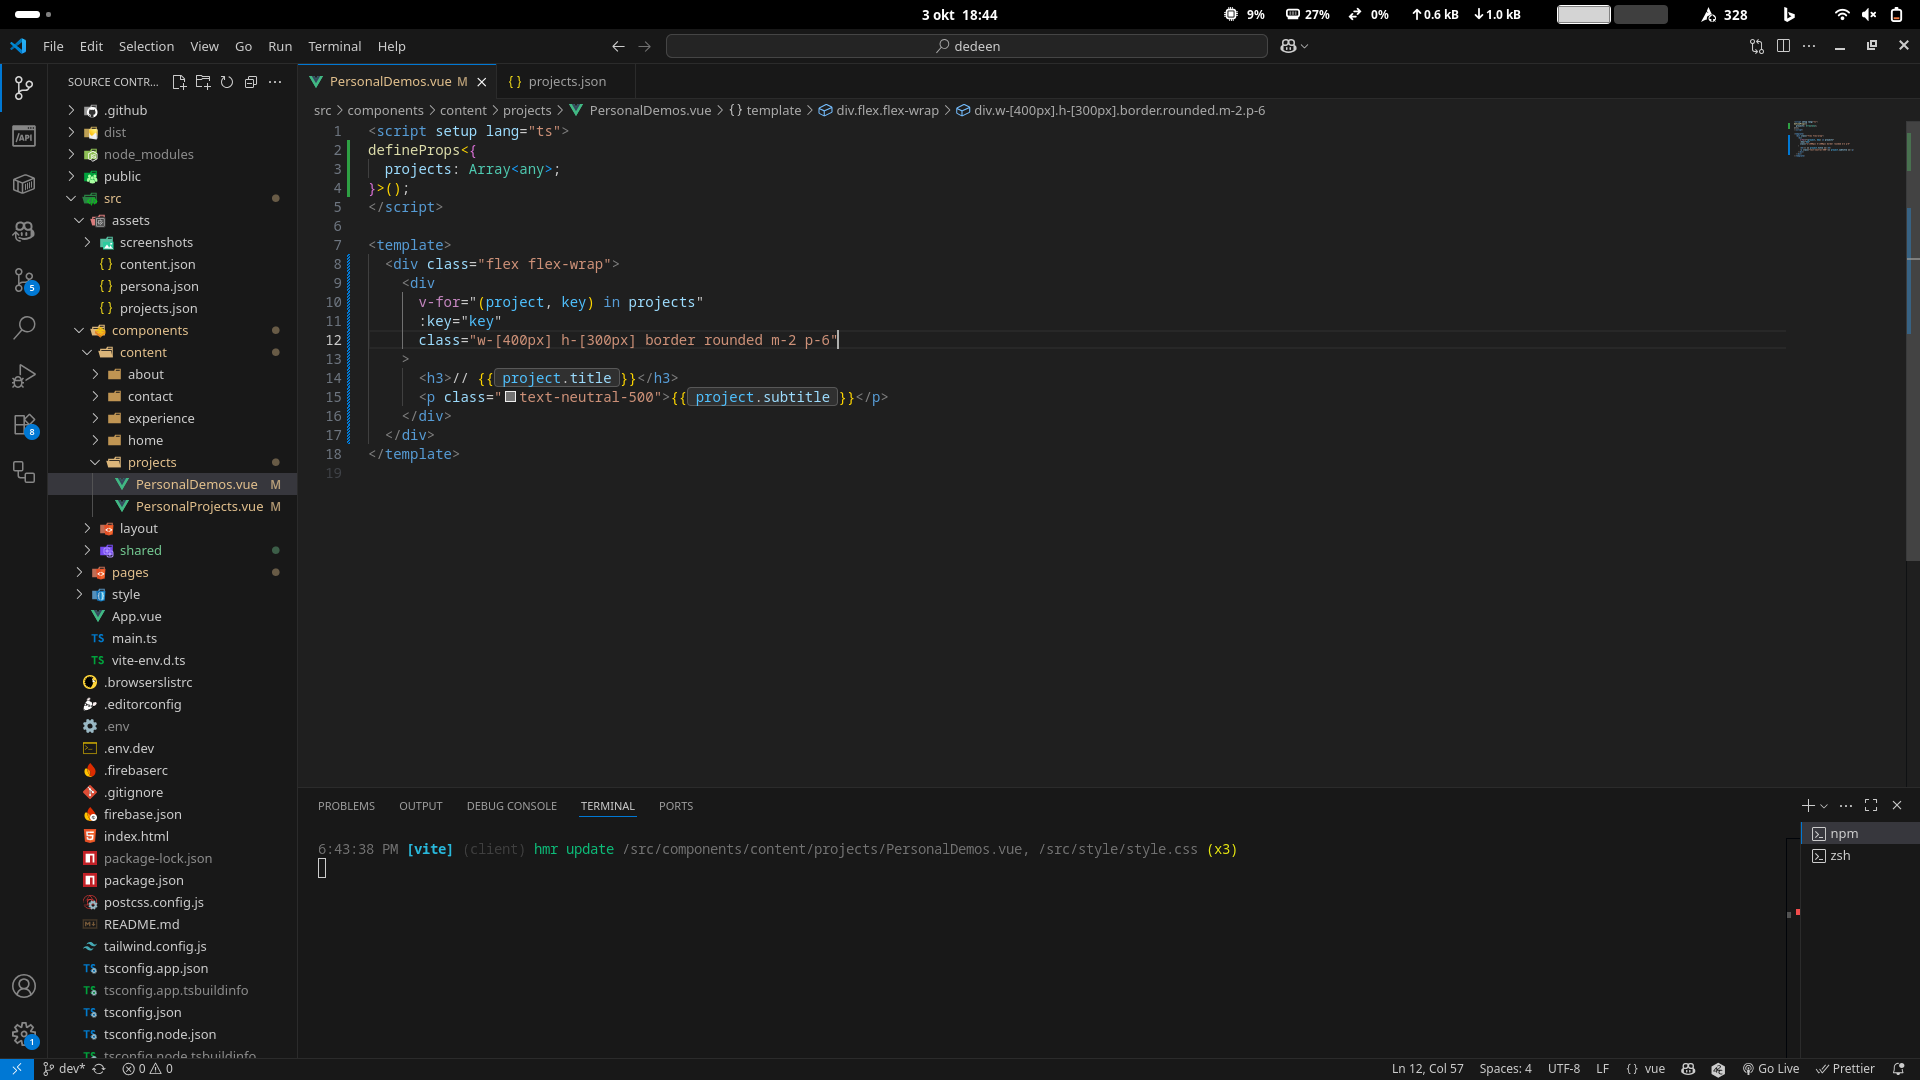 3 okt 18:44
9%
27%
0%
0.6 kB
1.0 kB
328
File Edit Selection View Go Run Terminal Help
dedeen
SOURCE CONTR...
PersonalDemos.vue M
projects.json
src > components > content > projects > PersonalDemos.vue > {} template > div.flex.flex-wrap > div.w-[400px].h-[300px].border.rounded.m-2.p-6
.github
dist
node_modules
public
src
assets
screenshots
content.json
persona.json
projects.json
components
content
about
contact
experience
home
projects
PersonalDemos.vue M
PersonalProjects.vue M
layout
shared
pages
style
App.vue
main.ts
vite-env.d.ts
.browserslistrc
.editorconfig
.env
.env.dev
.firebaserc
.gitignore
firebase.json
index.html
package-lock.json
package.json
postcss.config.js
README.md
tailwind.config.js
tsconfig.app.json
tsconfig.app.tsbuildinfo
tsconfig.json
tsconfig.node.json
tsconfig.node.tsbuildinfo
/API
5
8
1
1 <script setup lang="ts">
2 defineProps<{
3 projects: Array<any>;
4 }>();
5 </script>
6
7 <template>
8 <div class="flex flex-wrap">
9 <div
10 v-for="(project, key) in projects"
11 :key="key"
12 class="w-[400px] h-[300px] border rounded m-2 p-6"
13 >
14 <h3>// {{ project.title }}</h3>
15 <p class="text-neutral-500">{{ project.subtitle }}</p>
16 </div>
17 </div>
18 </template>
19
PROBLEMS OUTPUT DEBUG CONSOLE TERMINAL PORTS
6:43:38 PM [vite] (client) hmr update /src/components/content/projects/PersonalDemos.vue, /src/style/style.css (x3)
npm
zsh
dev* 0 0
Ln 12, Col 57 Spaces: 4 UTF-8 LF {} vue Go Live Prettier